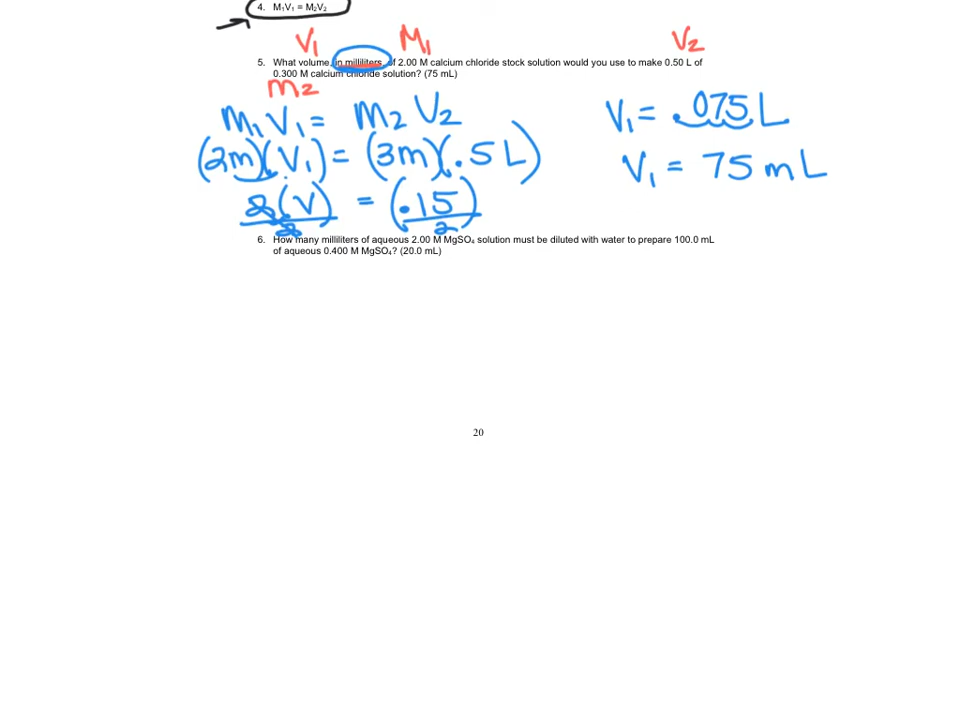 4. M₁V₁ = M₂V₂
V₁ M₁ V₂
5. What volume, in milliliters, of 2.00 M calcium chloride stock solution would you use to make 0.50 L of
0.300 M calcium chloride solution? (75 mL)
M2
M₁ V₁ = M₂ V₂
V₁ = .075 L
(2m)(V₁) = (3m)(.5 L)
V₁ = 75 mL
2(V) = (.15)
2 2
6. How many milliliters of aqueous 2.00 M MgSO₄ solution must be diluted with water to prepare 100.0 mL
of aqueous 0.400 M MgSO₄? (20.0 mL)
20